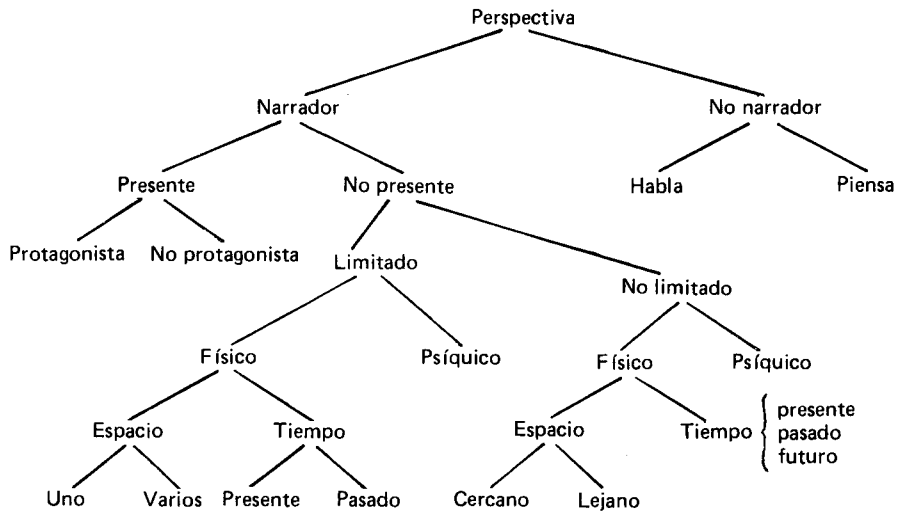 Perspectiva
Narrador No narrador
Presente No presente Habla Piensa
Protagonista No protagonista
Limitado
No limitado
Físico Psíquico Físico Psíquico
Espacio Tiempo Espacio Tiempo presente
pasado
futuro
Uno Varios Presente Pasado Cercano Lejano